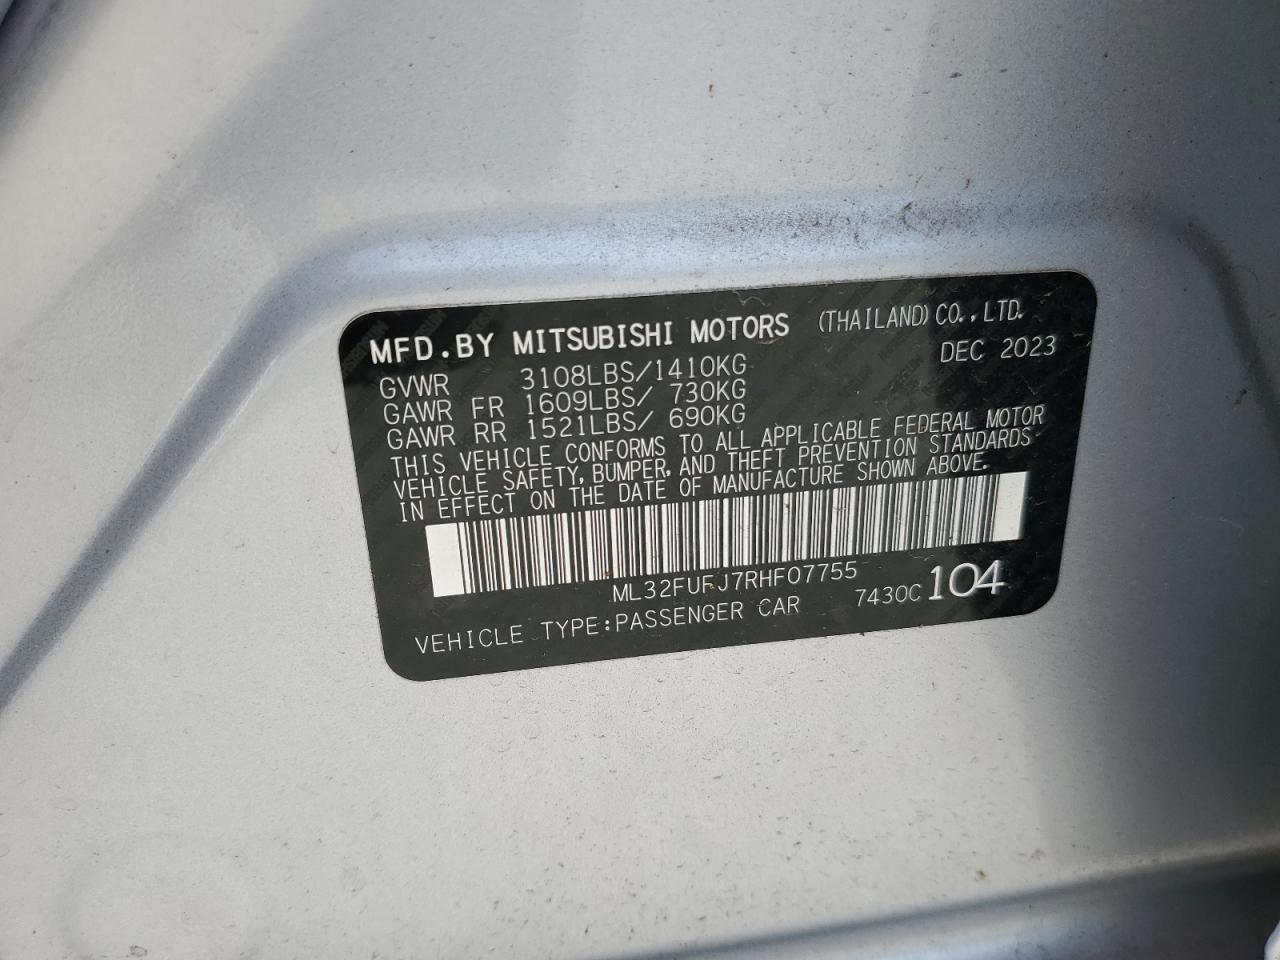 MFD.BY MITSUBISHI MOTORS (THAILAND) CO., LTD.
DEC 2023
GVWR 3108LBS/1410KG
GAWR FR 1609LBS/ 730KG
GAWR RR 1521LBS/ 690KG
THIS VEHICLE CONFORMS TO ALL APPLICABLE FEDERAL MOTOR
VEHICLE SAFETY, BUMPER, AND THEFT PREVENTION STANDARDS
IN EFFECT ON THE DATE OF MANUFACTURE SHOWN ABOVE.
ML32FUFJ7RHF07755
VEHICLE TYPE:PASSENGER CAR 7430C 104